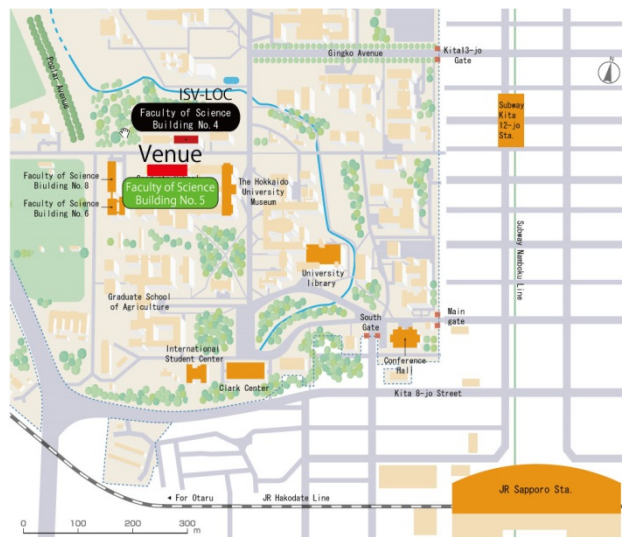 Poplar Avenue
Gingko Avenue
Kita13-jo
Gate
N
ISV-LOC
Faculty of Science
Building No. 4
Subway
Kita
12-jo
Sta.
Venue
Faculty of Science
Biulding No. 8
Faculty of Science
Building No. 5
Faculty of Science
Biulding No. 6
The Hokkaido
University
Museum
Subway Namboku Line
University
library
Graduate School
of Agriculture
South
Gate
Main
gate
International
Student Center
Conference
Hall
Clark Center
Kita 8-jo Street
JR Sapporo Sta.
For Otaru
JR Hakodate Line
0 100 200 300
m